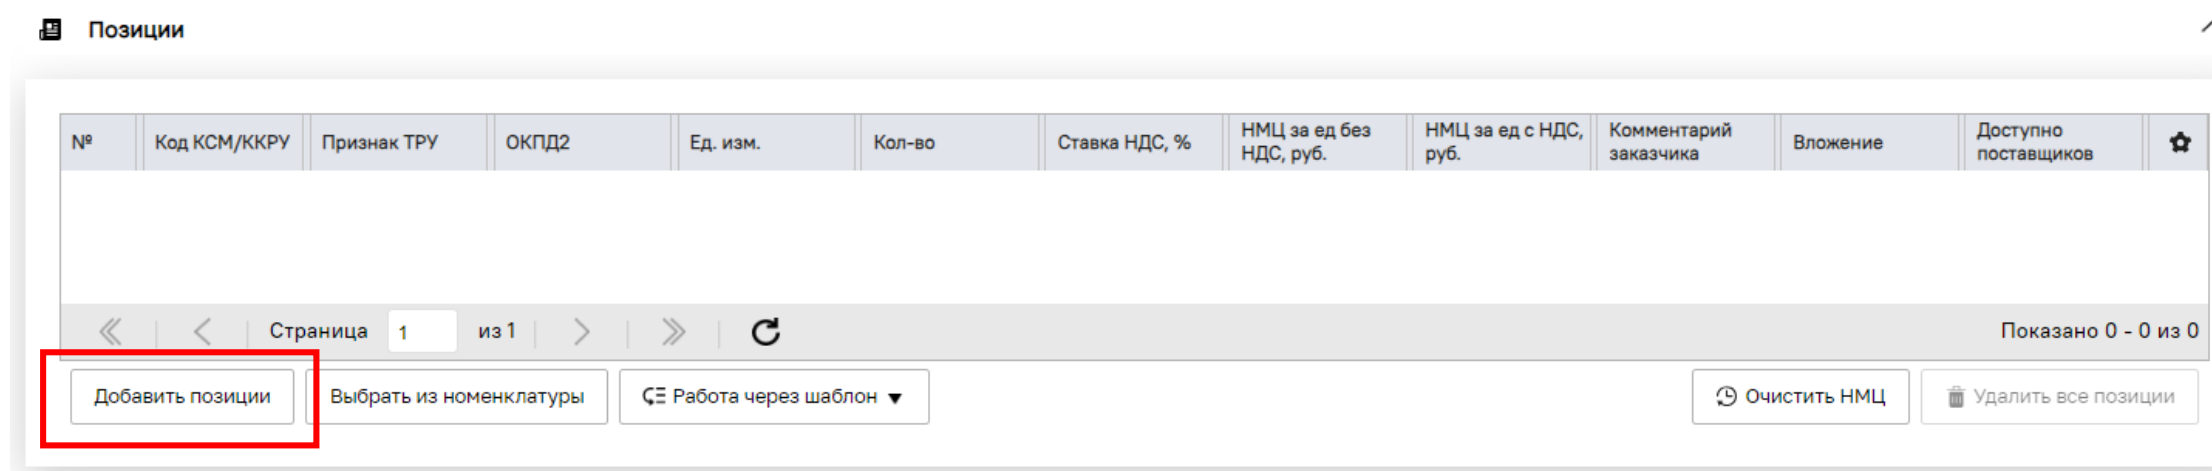 Позиции
№ Код КСМ/ККРУ Признак ТРУ ОКПД2 Ед. изм. Кол-во Ставка НДС, % НМЦ за ед без НДС, руб. НМЦ за ед с НДС, руб. Комментарий заказчика Вложение Доступно поставщиков
Страница 1 из 1 Показано 0 - 0 из 0
Добавить позиции Выбрать из номенклатуры Работа через шаблон Очистить НМЦ Удалить все позиции